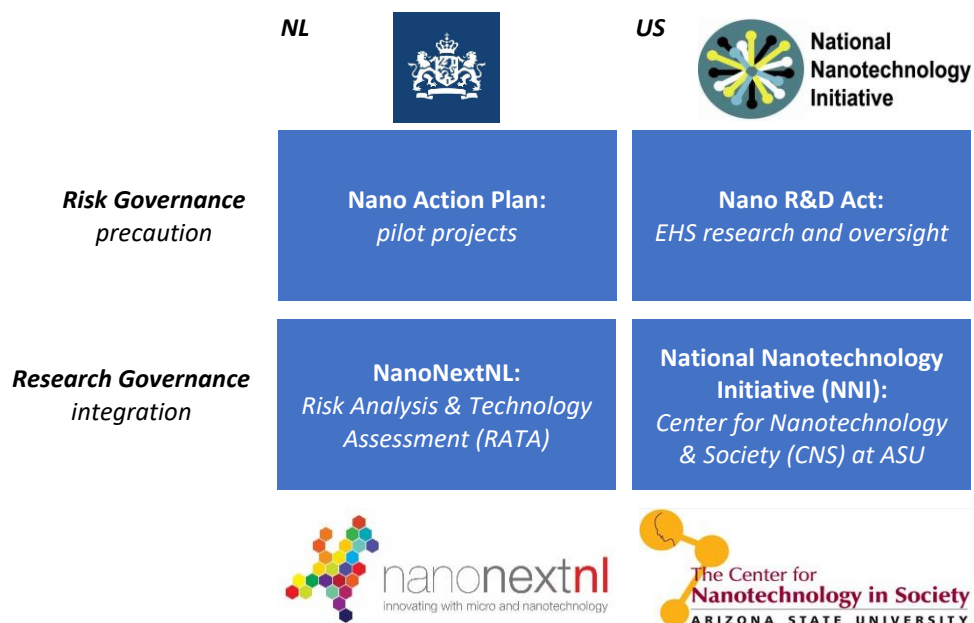 NL
US
National
Nanotechnology
Initiative
Risk Governance
precaution
Nano Action Plan:
pilot projects
Nano R&D Act:
EHS research and oversight
Research Governance
integration
NanoNextNL:
Risk Analysis & Technology
Assessment (RATA)
National Nanotechnology
Initiative (NNI):
Center for Nanotechnology
& Society (CNS) at ASU
nanonextnl
innovating with micro and nanotechnology
The Center for
Nanotechnology in Society
ARIZONA STATE UNIVERSITY